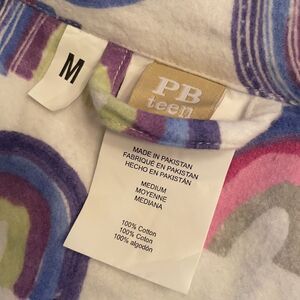 M
PB
teen
MADE IN PAKISTAN
FABRIQUÉ EN PAKISTAN
HECHO EN PAKISTÁN
MEDIUM
MOYENNE
MEDIANA
100% Cotton
100% Coton
100% algodón